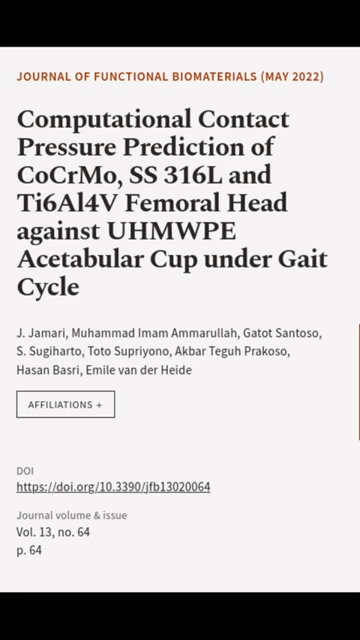 JOURNAL OF FUNCTIONAL BIOMATERIALS (MAY 2022)
Computational Contact
Pressure Prediction of
CoCrMo, SS 316L and
Ti6Al4V Femoral Head
against UHMWPE
Acetabular Cup under Gait
Cycle
J. Jamari, Muhammad Imam Ammarullah, Gatot Santoso,
S. Sugiharto, Toto Supriyono, Akbar Teguh Prakoso,
Hasan Basri, Emile van der Heide
AFFILIATIONS +
DOI
https://doi.org/10.3390/jfb13020064
Journal volume & issue
Vol. 13, no. 64
p. 64